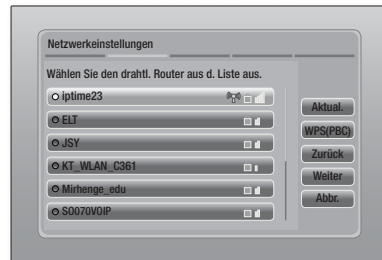 Netzwerkeinstellungen
Wählen Sie den drahtl. Router aus d. Liste aus.
iptime23
ELT
JSY
KT_WLAN_C361
Mirhenge_edu
SO070VOIP
Aktual.
WPS(PBC)
Zurück
Weiter
Abbr.